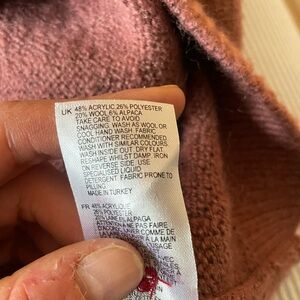 UK 48% ACRYLIC 26% POLYESTER
20% WOOL 6% ALPACA
TAKE CARE TO AVOID
SNAGGING. WASH AS WOOL OR
COOL HAND WASH. FABRIC
CONDITIONER RECOMMENDED.
WASH WITH SIMILAR COLOURS.
WASH INSIDE OUT. DRY FLAT.
RESHAPE WHILST DAMP. IRON
ON REVERSE SIDE. USE
SPECIALISED LIQUID
DETERGENT. FABRIC PRONE TO
PILLING
MADE IN TURKEY
FR 48% ACRYLIQUE
26% POLYESTER
20% LAINE 6% ALPAGA
ATTENTION À NE PAS FAIRE
D'ACCROC. LAVER COMME DE